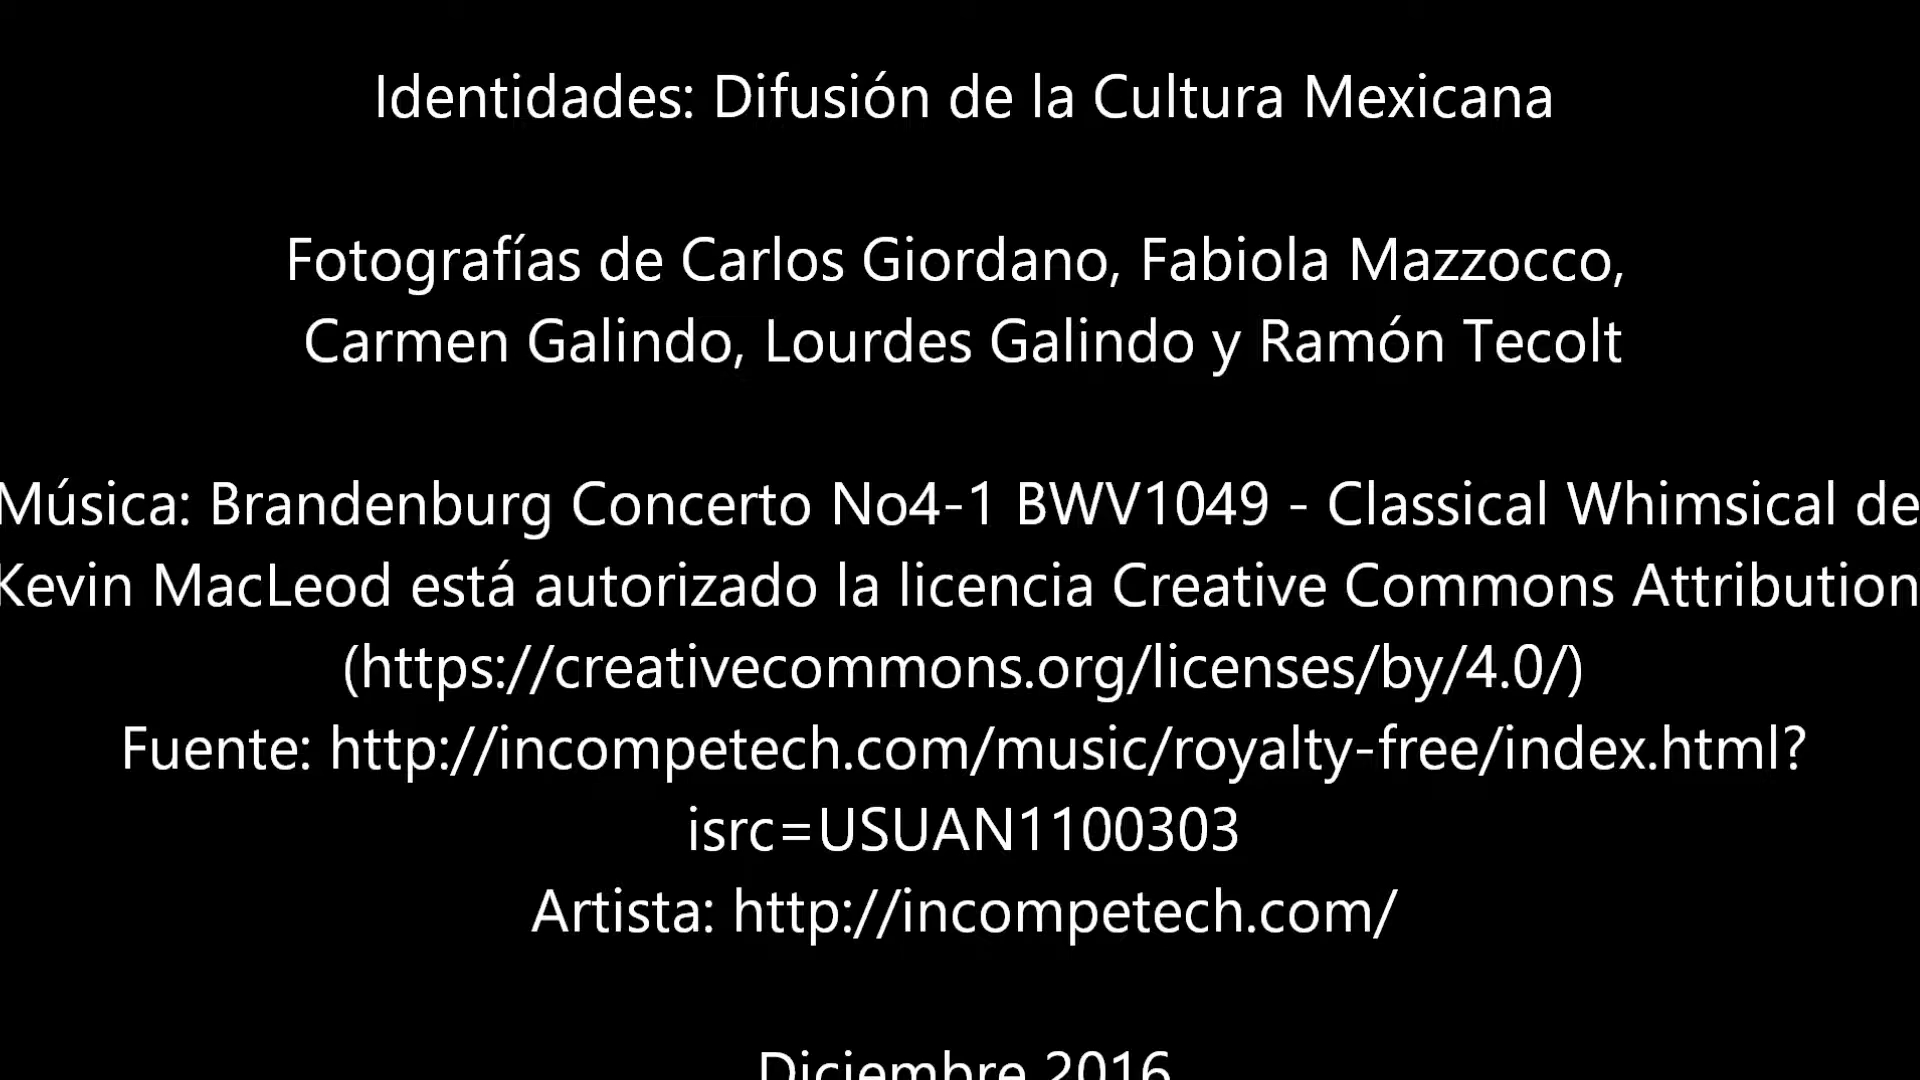 Identidades: Difusión de la Cultura Mexicana
Fotografías de Carlos Giordano, Fabiola Mazzocco,
Carmen Galindo, Lourdes Galindo y Ramón Tecolt
Música: Brandenburg Concerto No4-1 BWV1049 - Classical Whimsical de
Kevin MacLeod está autorizado la licencia Creative Commons Attribution
(https://creativecommons.org/licenses/by/4.0/)
Fuente: http://incompetech.com/music/royalty-free/index.html?
isrc=USUAN1100303
Artista: http://incompetech.com/
Diciembre 2016